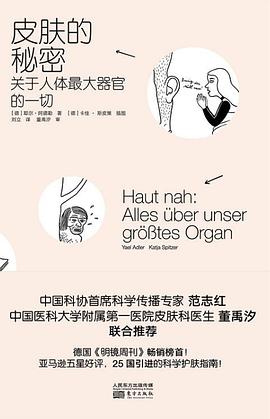 皮肤的
秘密
关于人体最大器官
的一切
[德] 耶尔·阿德勒 著 [德] 卡佳·斯皮策 插图
刘立 译 董禹汐 审
Haut nah:
Alles über unser
größtes Organ
Yael Adler Katja Spitzer
中国科协首席科学传播专家 范志红
中国医科大学附属第一医院皮肤科医生 董禹汐
联合推荐
德国《明镜周刊》畅销榜首!
亚马逊五星好评,25 国引进的科学护肤指南!
人民东方出版传媒
东方出版社